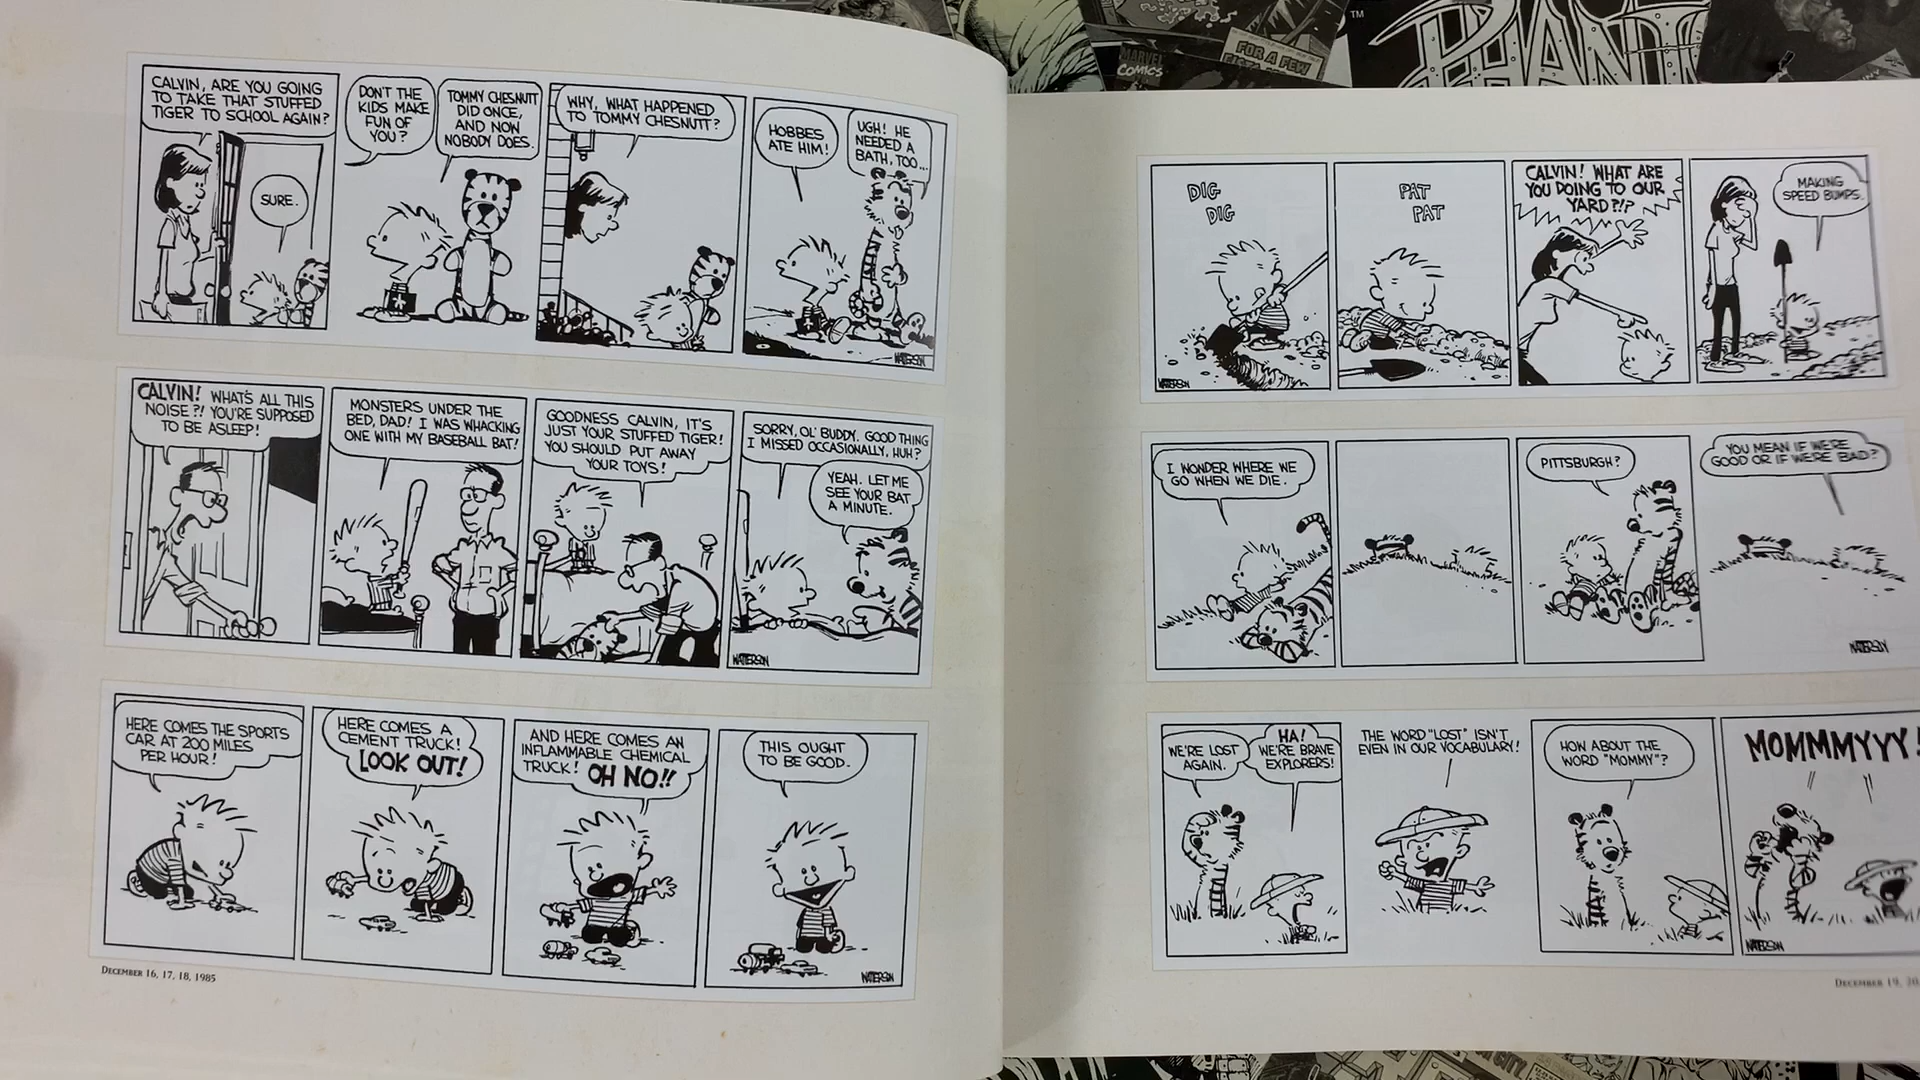 CALVIN, ARE YOU GOING
TO TAKE THAT STUFFED
TIGER TO SCHOOL AGAIN?
SURE.
DON'T THE
KIDS MAKE
FUN OF
YOU?
TOMMY CHESNUTT
DID ONCE,
AND NOW
NOBODY DOES.
WHY, WHAT HAPPENED
TO TOMMY CHESNUTT?
HOBBES
ATE HIM!
UGH! HE
NEEDED A
BATH, TOO...
WATTERSON
CALVIN! WHAT'S ALL THIS
NOISE?! YOU'RE SUPPOSED
TO BE ASLEEP!
MONSTERS UNDER THE
BED, DAD! I WAS WHACKING
ONE WITH MY BASEBALL BAT!
GOODNESS CALVIN, IT'S
JUST YOUR STUFFED TIGER!
YOU SHOULD PUT AWAY
YOUR TOYS!
SORRY, OL' BUDDY. GOOD THING
I MISSED OCCASIONALLY, HUH?
YEAH. LET ME
SEE YOUR BAT
A MINUTE.
WATTERSON
HERE COMES THE SPORTS
CAR AT 200 MILES
PER HOUR!
HERE COMES A
CEMENT TRUCK!
LOOK OUT!
AND HERE COMES AN
INFLAMMABLE CHEMICAL
TRUCK! OH NO!!
THIS OUGHT
TO BE GOOD.
WATTERSON
DECEMBER 16, 17, 18, 1985
MARVEL
COMICS
FOR A FEW
TM
DIG
DIG
WATTERSON
PAT
PAT
CALVIN! WHAT ARE
YOU DOING TO OUR
YARD?!?
MAKING
SPEED BUMPS.
I WONDER WHERE WE
GO WHEN WE DIE.
PITTSBURGH?
YOU MEAN IF WE'RE
GOOD OR IF WE'RE BAD?
WATTERSON
WE'RE LOST
AGAIN.
HA!
WE'RE BRAVE
EXPLORERS!
THE WORD "LOST" ISN'T
EVEN IN OUR VOCABULARY!
HOW ABOUT THE
WORD "MOMMY"?
MOMMMYYY!
WATTERSON
DECEMBER 19, 20,